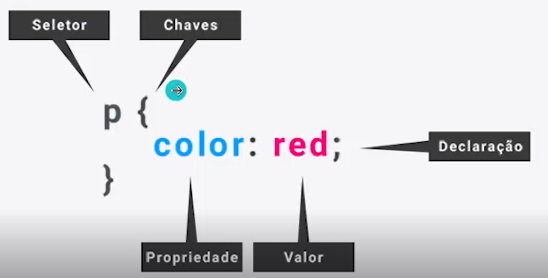 Seletor
Chaves
p {
color: red;
Declaração
}
Propriedade
Valor